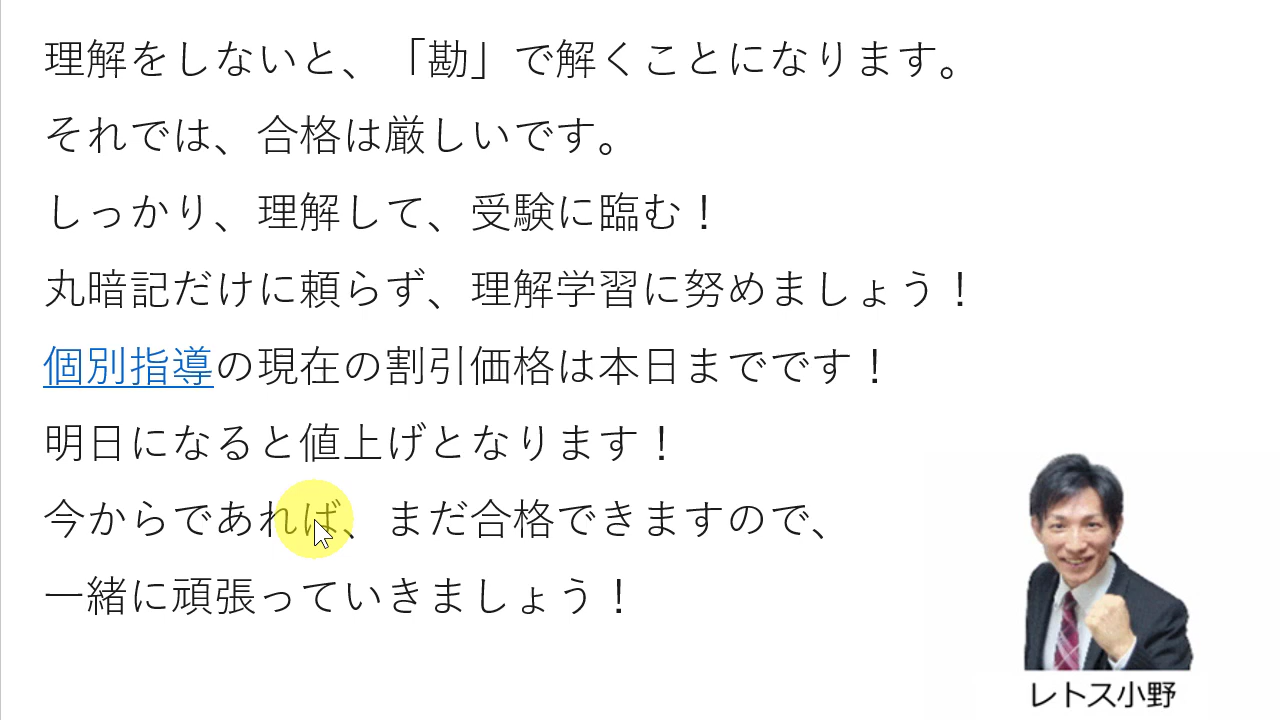 理解をしないと、「勘」で解くことになります。
それでは、合格は厳しいです。
しっかり、理解して、受験に臨む！
丸暗記だけに頼らず、理解学習に努めましょう！
個別指導の現在の割引価格は本日までです！
明日になると値上げとなります！
今からであれば、まだ合格できますので、
一緒に頑張っていきましょう！
レトス小野